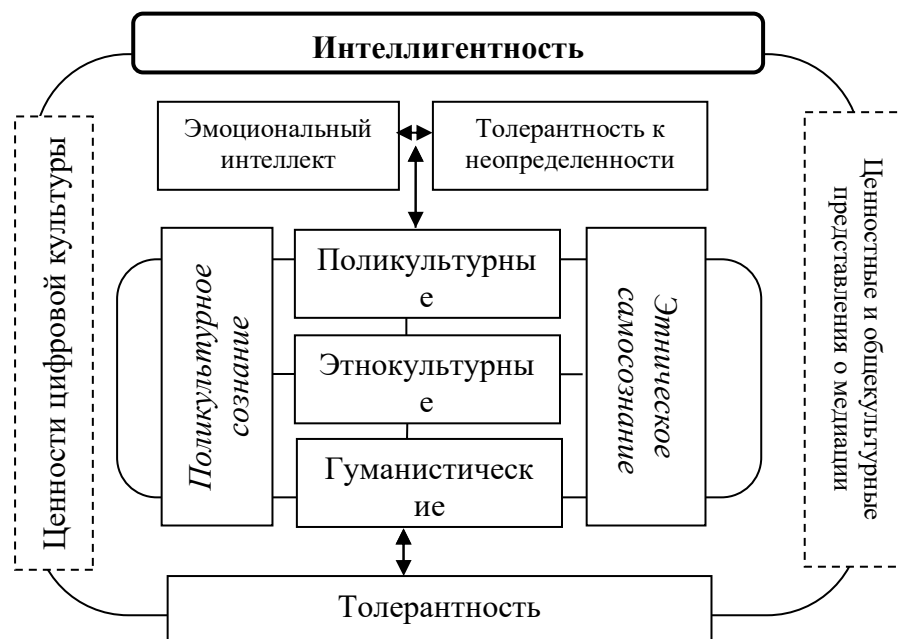 Интеллигентность
Эмоциональный
интеллект
Толерантность к
неопределенности
Ценности цифровой культуры
Поликультурное
сознание
Поликультурны
е
Этнокультурны
е
Гуманистическ
ие
Этническое
самосознание
Ценностные и общекультурные
представления о медиации
Толерантность